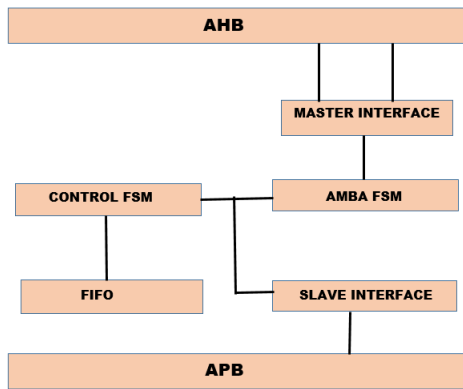 AHB
MASTER INTERFACE
CONTROL FSM
AMBA FSM
FIFO
SLAVE INTERFACE
APB